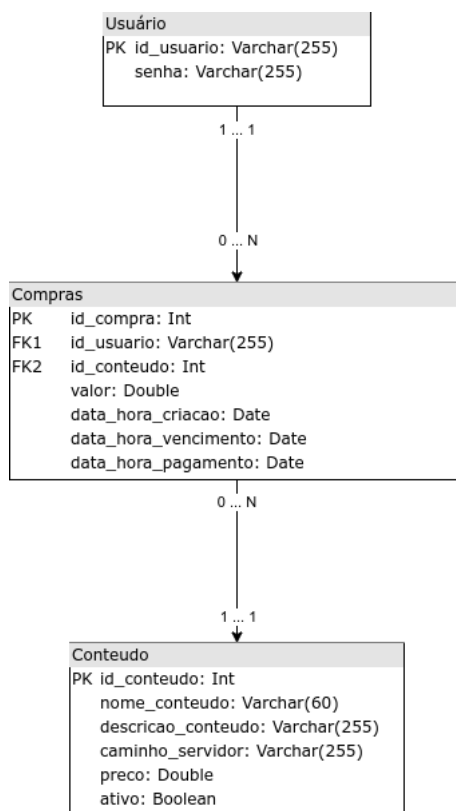 Usuário
PK id_usuario: Varchar(255)
senha: Varchar(255)
1 ... 1
0 ... N
Compras
PK id_compra: Int
FK1 id_usuario: Varchar(255)
FK2 id_conteudo: Int
valor: Double
data_hora_criacao: Date
data_hora_vencimento: Date
data_hora_pagamento: Date
0 ... N
1 ... 1
Conteudo
PK id_conteudo: Int
nome_conteudo: Varchar(60)
descricao_conteudo: Varchar(255)
caminho_servidor: Varchar(255)
preco: Double
ativo: Boolean